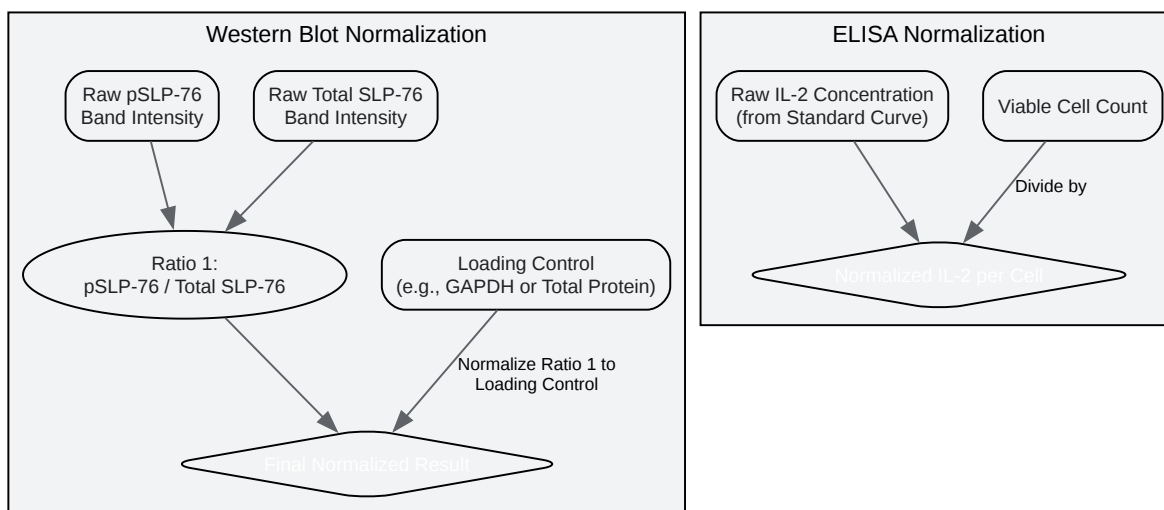 Western Blot Normalization
Raw pSLP-76
Band Intensity
Raw Total SLP-76
Band Intensity
Ratio 1:
pSLP-76 / Total SLP-76
Loading Control
(e.g., GAPDH or Total Protein)
Normalize Ratio 1 to
Loading Control
Final Normalized Result
ELISA Normalization
Raw IL-2 Concentration
(from Standard Curve)
Viable Cell Count
Divide by
Normalized IL-2 per Cell